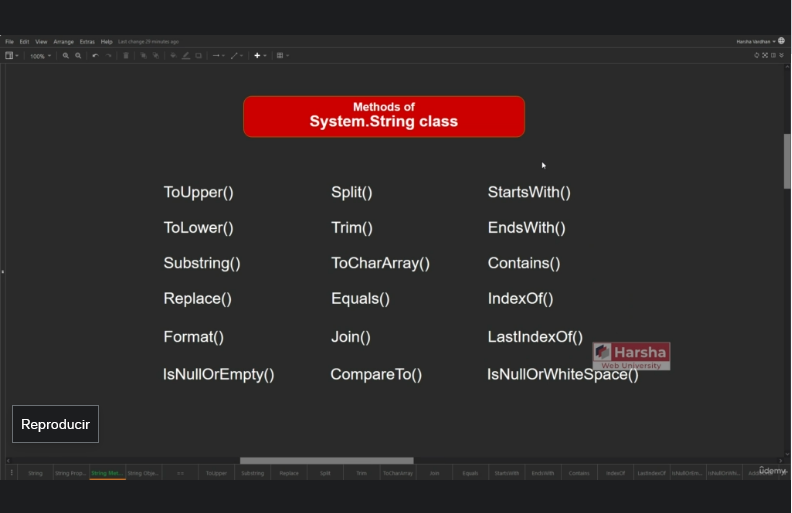 File Edit View Arrange Extras Help Last change 29 minutes ago
Harsha Vardhan
100%
Methods of
System.String class
ToUpper() Split() StartsWith()
ToLower() Trim() EndsWith()
Substring() ToCharArray() Contains()
Replace() Equals() IndexOf()
Format() Join() LastIndexOf()
Harsha
Web University
IsNullOrEmpty() CompareTo() IsNullOrWhiteSpace()
Reproducir
String String Prop... String Met... String Obje... ToUpper Substring Replace Split Trim ToCharArray Join Equals StartsWith EndsWith Contains IndexOf LastIndexOf IsNullOrEm... IsNullOrWhi...
ûdemy